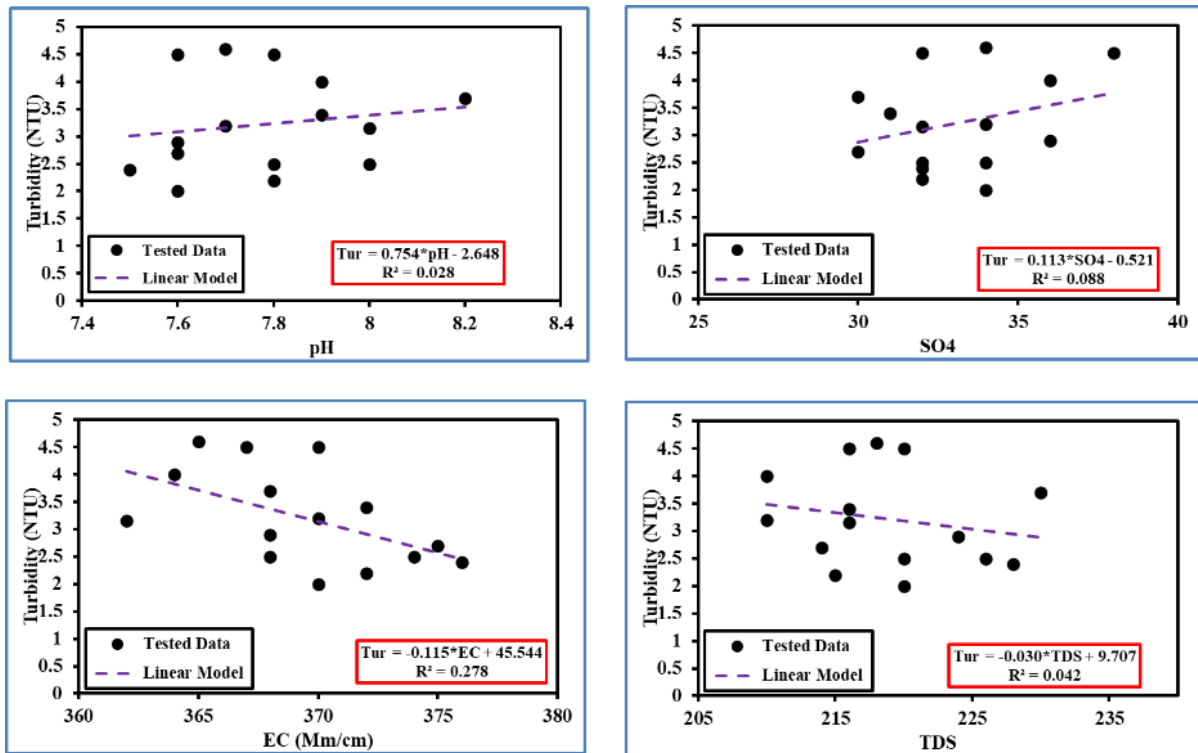 Turbidity (NTU)
5
4.5
4
3.5
3
2.5
2
1.5
1
0.5
0
Tested Data
Linear Model
Tur = 0.754*pH - 2.648
R² = 0.028
7.4
7.6
7.8
8
8.2
8.4
pH
Turbidity (NTU)
5
4.5
4
3.5
3
2.5
2
1.5
1
0.5
0
Tested Data
Linear Model
Tur = 0.113*SO4 - 0.521
R² = 0.088
25
30
35
40
SO4
Turbidity (NTU)
5
4.5
4
3.5
3
2.5
2
1.5
1
0.5
0
Tested Data
Linear Model
Tur = -0.115*EC + 45.544
R² = 0.278
360
365
370
375
380
EC (Mm/cm)
Turbidity (NTU)
5
4.5
4
3.5
3
2.5
2
1.5
1
0.5
0
Tested Data
Linear Model
Tur = -0.030*TDS + 9.707
R² = 0.042
205
215
225
235
TDS